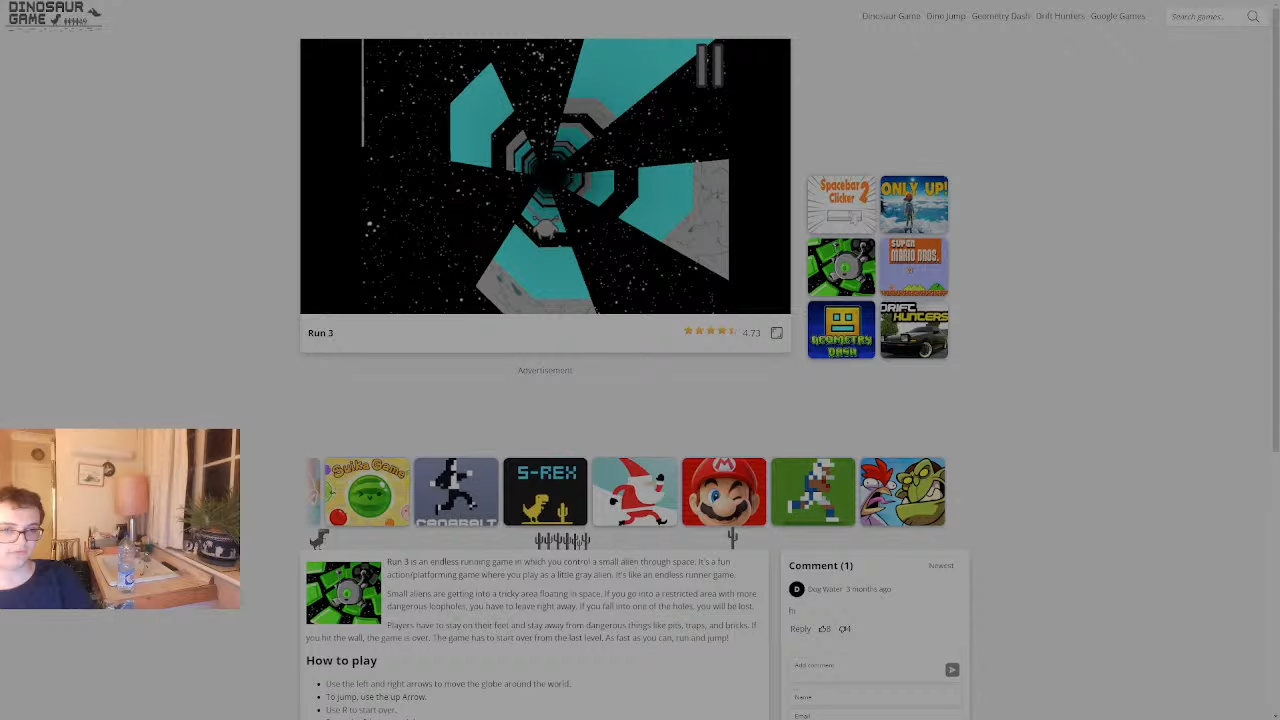 DINOSAUR
GAME
Dinosaur Game Dino Jump Geometry Dash Drift Hunters Google Games
Search games..
Spacebar
Clicker 2
ONLY UP!
SUPER
MARIO BROS.
GEOMETRY
DASH
DRIFT
HUNTERS
Run 3
4.73
Advertisement
Suika Game
CANABALT
S-REX
Run 3 is an endless running game in which you control a small alien through space. It's a fun
action/platforming game where you play as a little gray alien. It's like an endless runner game.
Small aliens are getting into a tricky area floating in space. If you go into a restricted area with more
dangerous loopholes, you have to leave right away. If you fall into one of the holes, you will be lost.
Players have to stay on their feet and stay away from dangerous things like pits, traps, and bricks. If
you hit the wall, the game is over. The game has to start over from the last level. As fast as you can, run and jump!
How to play
Use the left and right arrows to move the globe around the world.
To jump, use the up Arrow.
Use R to start over.
Comment (1)
Newest
D
Dog Water 3 months ago
hi
Reply 8 4
Add comment
Name
Email